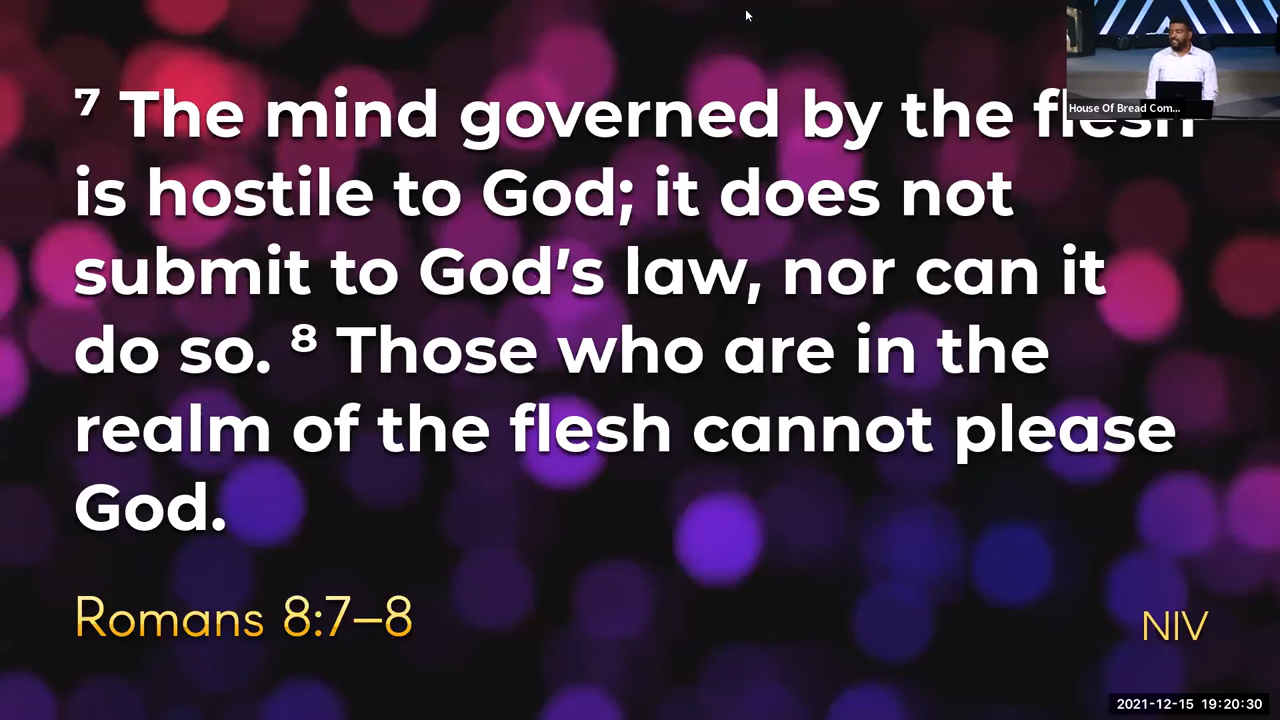 ⁷ The mind governed by the flesh
is hostile to God; it does not
submit to God’s law, nor can it
do so. ⁸ Those who are in the
realm of the flesh cannot please
God.
Romans 8:7–8
NIV
House Of Bread Com...
2021-12-15 19:20:30